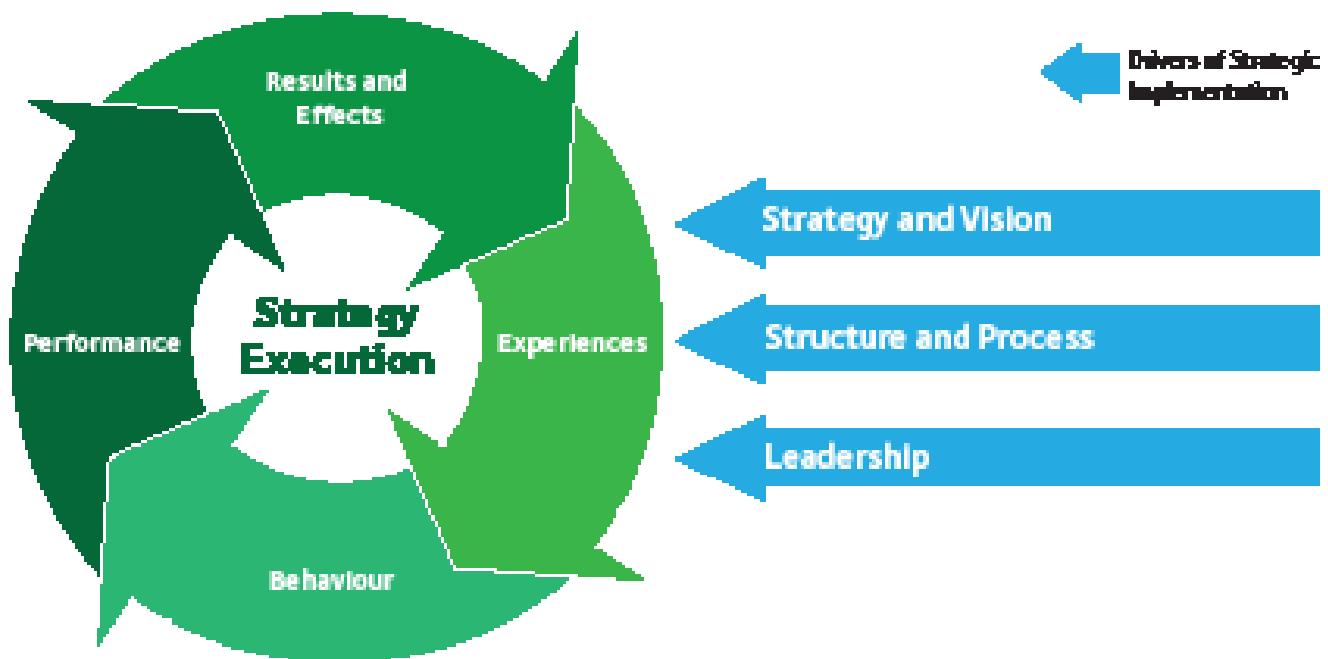 Results and
Effects
Drivers of Strategic
Implementation
Strategy and Vision
Strategy
Execution
Performance
Experiences
Structure and Process
Leadership
Behaviour